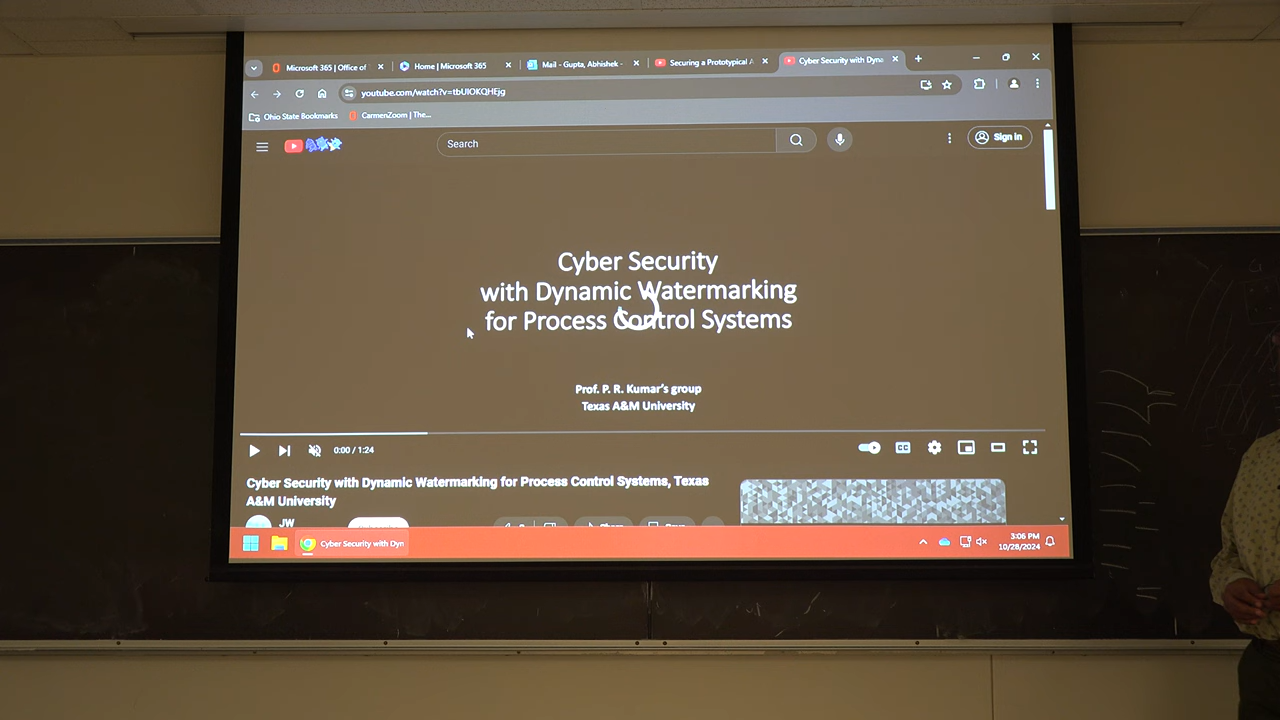 Microsoft 365 | Office of
Home | Microsoft 365
Mail - Gupta, Abhishek -
Securing a Prototypical A
Cyber Security with Dyna
youtube.com/watch?v=tbUlOKQHEjg
Ohio State Bookmarks
CarmenZoom | The...
Search
Sign in
Cyber Security
with Dynamic Watermarking
for Process Control Systems
Prof. P. R. Kumar's group
Texas A&M University
0:00 / 1:24
CC
Cyber Security with Dynamic Watermarking for Process Control Systems, Texas
A&M University
JW
Cyber Security with Dyn
3:06 PM
10/28/2024